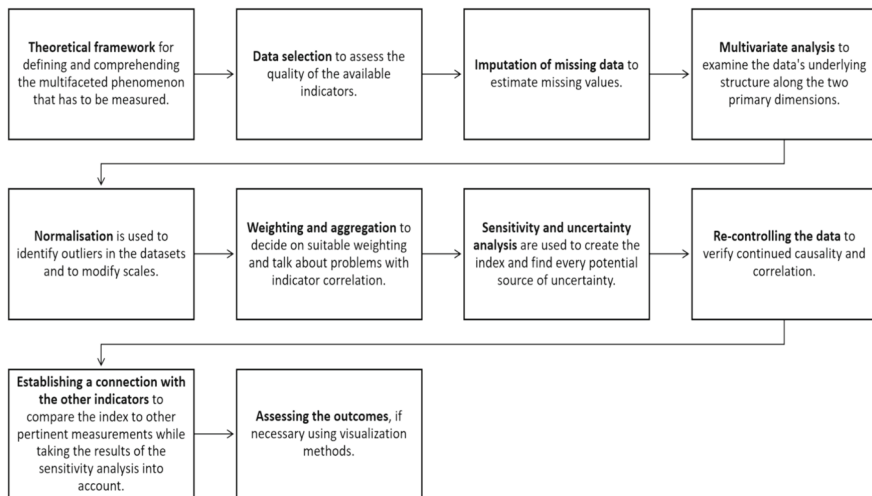 Theoretical framework for
defining and comprehending
the multifaceted phenomenon
that has to be measured.
Data selection to assess the
quality of the available
indicators.
Imputation of missing data to
estimate missing values.
Multivariate analysis to
examine the data's underlying
structure along the two
primary dimensions.
Normalisation is used to
identify outliers in the datasets
and to modify scales.
Weighting and aggregation to
decide on suitable weighting
and talk about problems with
indicator correlation.
Sensitivity and uncertainty
analysis are used to create the
index and find every potential
source of uncertainty.
Re-controlling the data to
verify continued causality and
correlation.
Establishing a connection with
the other indicators to
compare the index to other
pertinent measurements while
taking the results of the
sensitivity analysis into
account.
Assessing the outcomes, if
necessary using visualization
methods.